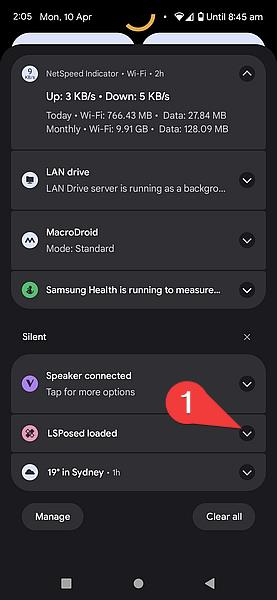 2:05 Mon, 10 Apr Until 8:45 am
9 KB/s NetSpeed Indicator • Wi-Fi • 2h
Up: 3 KB/s • Down: 5 KB/s
Today • Wi-Fi: 766.43 MB • Data: 27.84 MB
Monthly • Wi-Fi: 9.91 GB • Data: 128.09 MB
LAN drive
LAN Drive server is running as a backgro...
MacroDroid
Mode: Standard
Samsung Health is running to measure...
Silent
Speaker connected
Tap for more options
1
LSPosed loaded
19° in Sydney • 1h
Manage Clear all